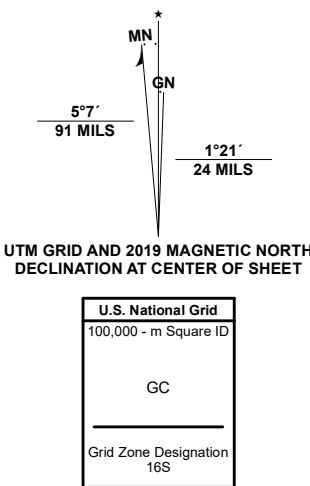 ★
MN
GN
5°7´
91 MILS
1°21´
24 MILS
UTM GRID AND 2019 MAGNETIC NORTH
DECLINATION AT CENTER OF SHEET
U.S. National Grid
100,000 - m Square ID
GC
Grid Zone Designation
16S